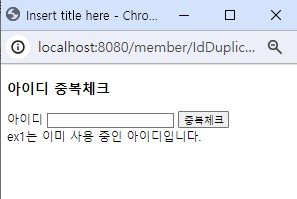 Insert title here - Chro...
localhost:8080/member/IdDuplic...
아이디 중복체크
아이디 중복체크
ex1는 이미 사용 중인 아이디입니다.